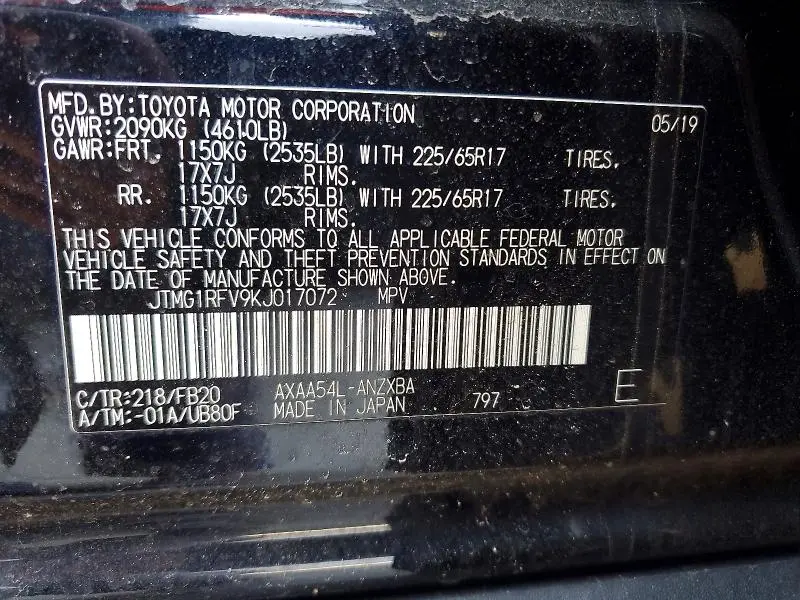 MFD. BY: TOYOTA MOTOR CORPORATION 05/19
GVWR: 2090KG (4610LB)
GAWR: FRT. 1150KG (2535LB) WITH 225/65R17 TIRES,
17X7J RIMS.
RR. 1150KG (2535LB) WITH 225/65R17 TIRES,
17X7J RIMS.
THIS VEHICLE CONFORMS TO ALL APPLICABLE FEDERAL MOTOR
VEHICLE SAFETY AND THEFT PREVENTION STANDARDS IN EFFECT ON
THE DATE OF MANUFACTURE SHOWN ABOVE.
JTMG1RFV9KJ017072 MPV
C/TR:218/FB20 AXAA54L-ANZXBA
A/TM:-01A/UB80F MADE IN JAPAN 797 E